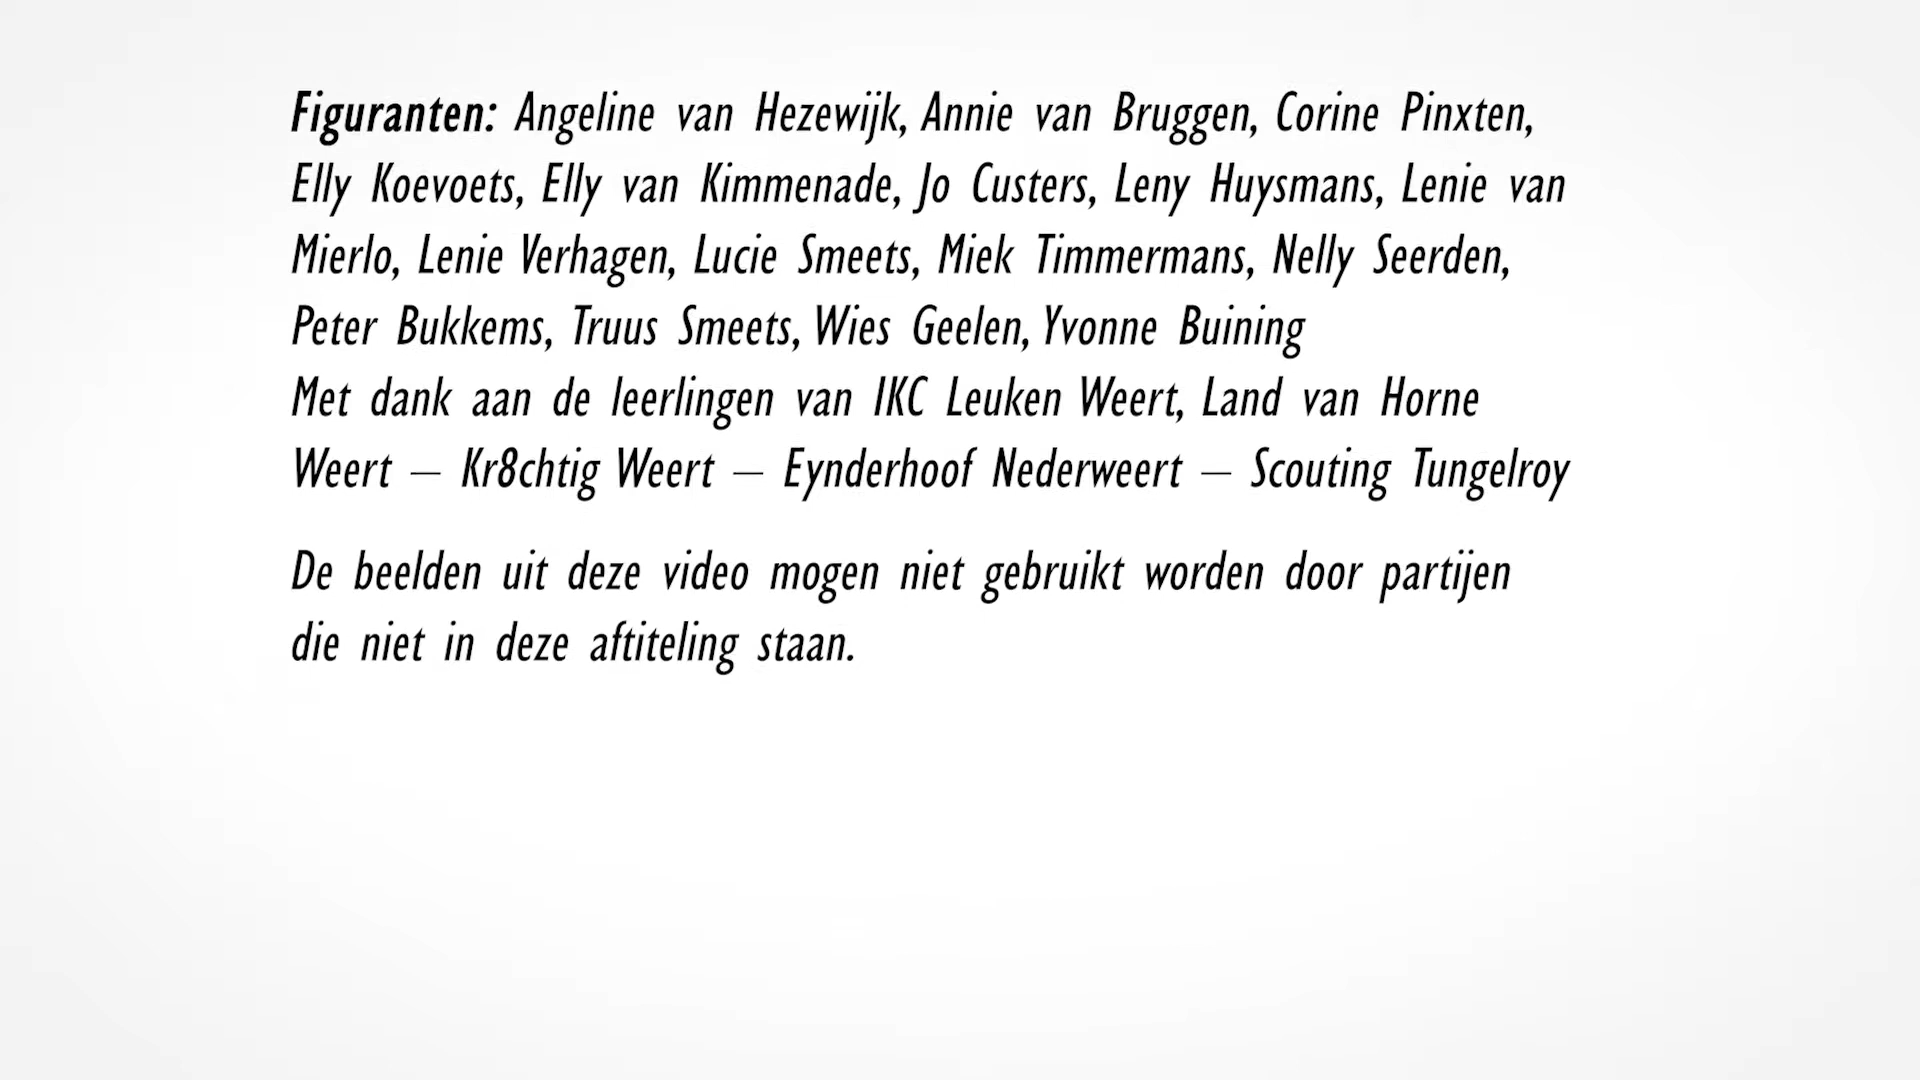 Figuranten: Angeline van Hezewijk, Annie van Bruggen, Corine Pinxten,
Elly Koevoets, Elly van Kimmenade, Jo Custers, Leny Huysmans, Lenie van
Mierlo, Lenie Verhagen, Lucie Smeets, Miek Timmermans, Nelly Seerden,
Peter Bukkems, Truus Smeets, Wies Geelen, Yvonne Buining
Met dank aan de leerlingen van IKC Leuken Weert, Land van Horne
Weert – Kr8chtig Weert – Eynderhoof Nederweert – Scouting Tungelroy
De beelden uit deze video mogen niet gebruikt worden door partijen
die niet in deze aftiteling staan.